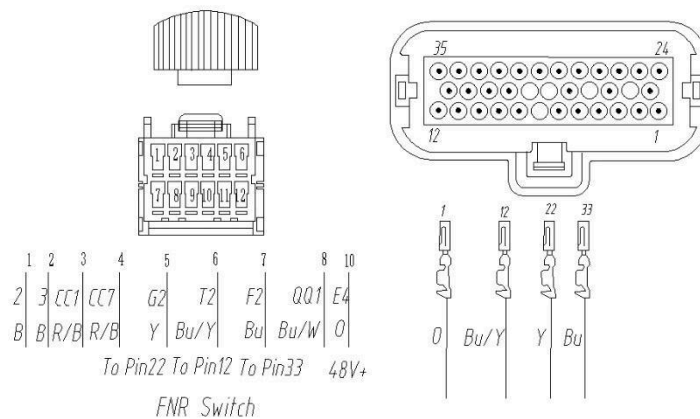 35 24
12 1
1 2 3 4 5 6
7 8 9 10 11 12
1 12 22 33
1 2 3 4 5 6 7 8 10
2 3 CC1 CC7 G2 T2 F2 QQ1 E4
B B R/B R/B Y Bu/Y Bu Bu/W O
O Bu/Y Y Bu
To Pin22 To Pin12 To Pin33 48V+
FNR Switch